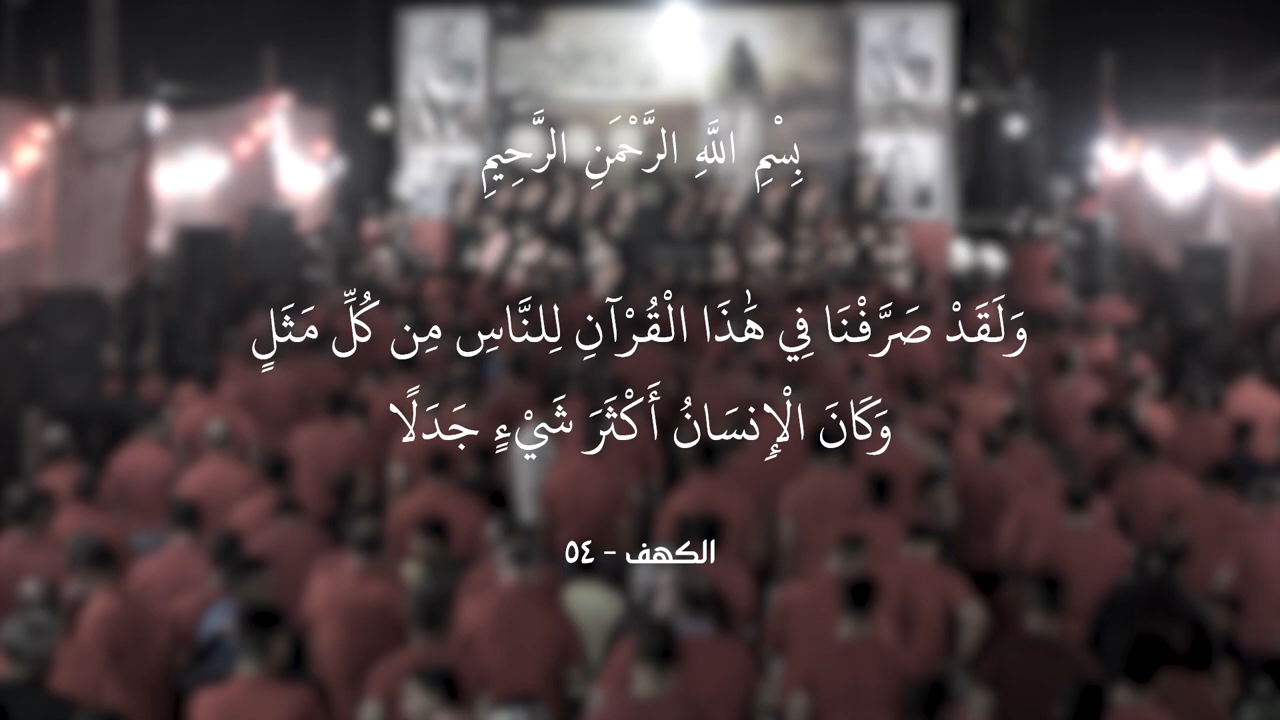 بِسْمِ اللَّهِ الرَّحْمَنِ الرَّحِيمِ
وَلَقَدْ صَرَّفْنَا فِي هَٰذَا الْقُرْآنِ لِلنَّاسِ مِن كُلِّ مَثَلٍ
وَكَانَ الْإِنسَانُ أَكْثَرَ شَيْءٍ جَدَلًا
الكهف - ٥٤